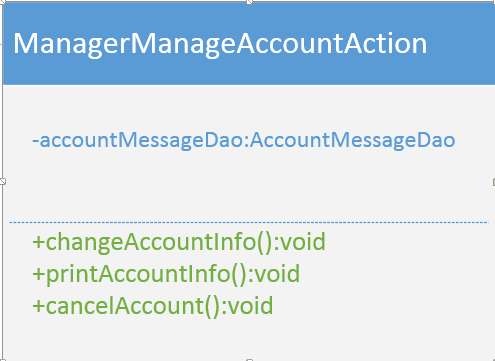 ManagerManageAccountAction
-accountMessageDao:AccountMessageDao
+changeAccountInfo():void
+printAccountInfo():void
+cancelAccount():void